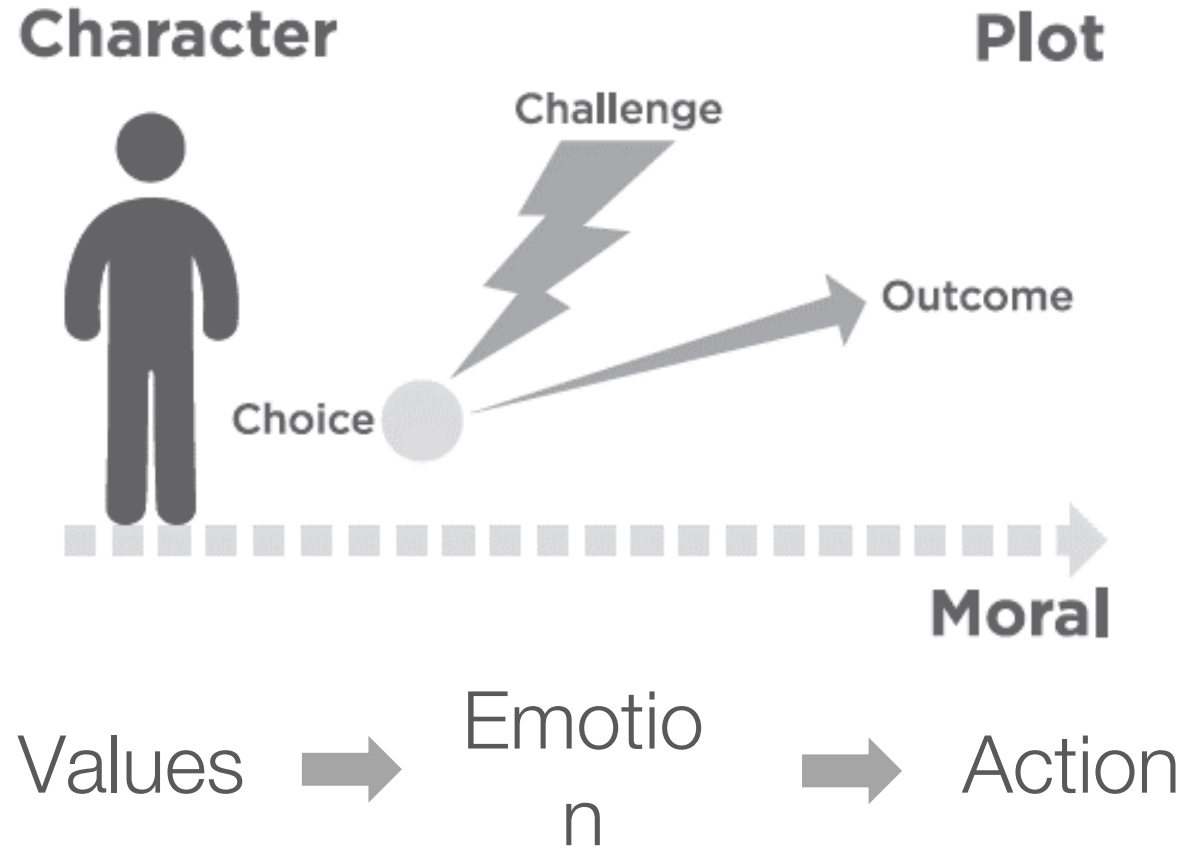 Character
Plot
Challenge
Outcome
Choice
Moral
Values
Emotio
n
Action